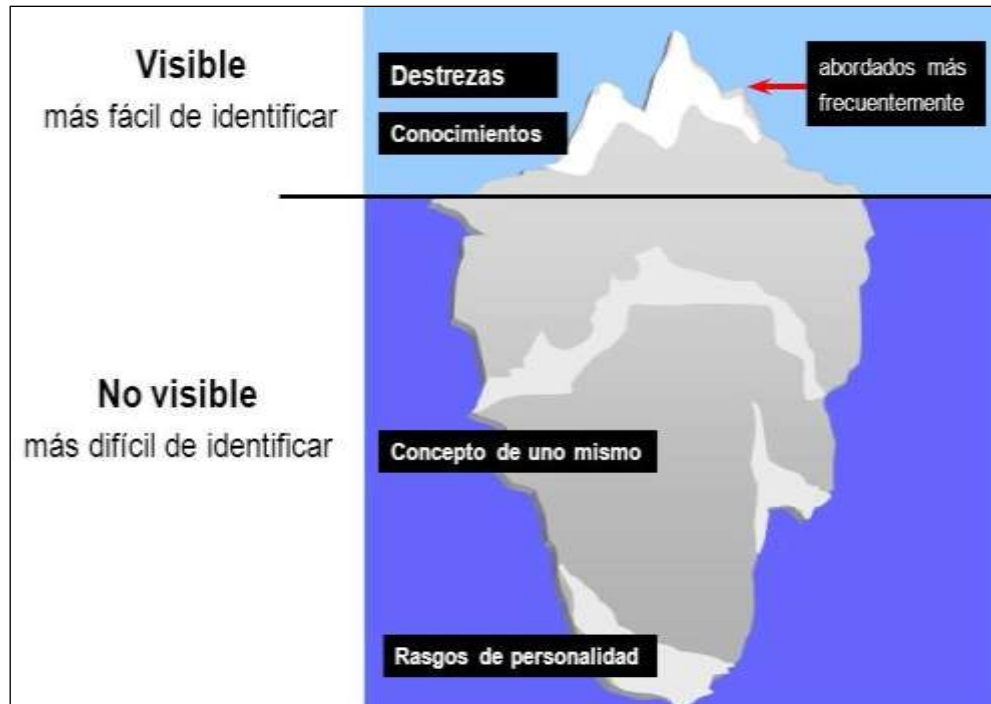 Visible
más fácil de identificar
Destrezas
Conocimientos
abordados más
frecuentemente
No visible
más difícil de identificar
Concepto de uno mismo
Rasgos de personalidad